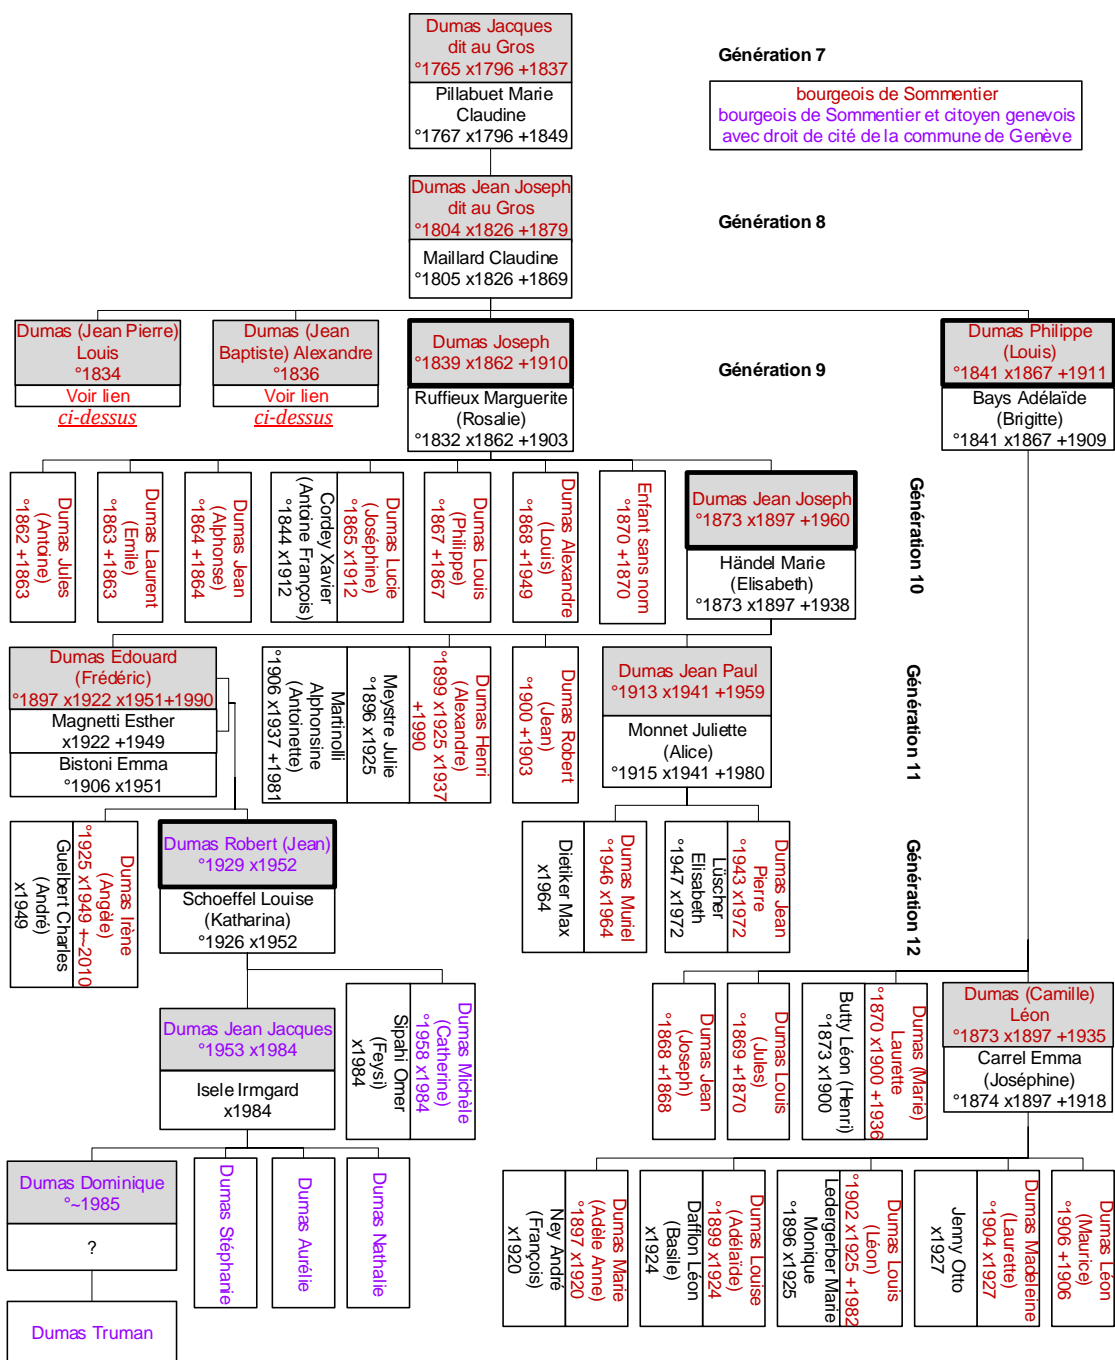 Dumas Jacques
dit au Gros
°1765 x1796 +1837
Pillabuet Marie
Claudine
°1767 x1796 +1849
Génération 7
bourgeois de Sommentier
bourgeois de Sommentier et citoyen genevois
avec droit de cité de la commune de Genève
Dumas Jean Joseph
dit au Gros
°1804 x1826 +1879
Maillard Claudine
°1805 x1826 +1869
Génération 8
Dumas (Jean Pierre)
Louis
°1834
Voir lien
ci-dessus
Dumas (Jean
Baptiste) Alexandre
°1836
Voir lien
ci-dessus
Dumas Joseph
°1839 x1862 +1910
Ruffieux Marguerite
(Rosalie)
°1832 x1862 +1903
Génération 9
Dumas Philippe
(Louis)
°1841 x1867 +1911
Bays Adélaïde
(Brigitte)
°1841 x1867 +1909
Dumas Jules
(Antoine)
°1862 +1863
Dumas Laurent
(Emile)
°1863 +1863
Dumas Jean
(Alphonse)
°1864 +1864
Dumas Lucie
(Joséphine)
°1865 x1912
Cordey Xavier
(Antoine François)
°1844 x1912
Dumas Louis
(Philippe)
°1867 +1867
Dumas Alexandre
(Louis)
°1868 +1949
Enfant sans nom
°1870 +1870
Dumas Jean Joseph
°1873 x1897 +1960
Händel Marie
(Elisabeth)
°1873 x1897 +1938
Génération 10
Dumas Edouard
(Frédéric)
°1897 x1922 x1951+1990
Magnetti Esther
x1922 +1949
Bistoni Emma
°1906 x1951
Dumas Henri
(Alexandre)
°1899 x1925 x1937
+1990
Meystre Julie
°1896 x1925
Martinolli
Alphonsine
(Antoinette)
°1906 x1937 +1981
Dumas Robert
(Jean)
°1900 +1903
Dumas Jean Paul
°1913 x1941 +1959
Monnet Juliette
(Alice)
°1915 x1941 +1980
Génération 11
Dumas Irène
(Angèle)
°1925 x1949 +~2010
Guelbert Charles
(André)
x1949
Dumas Robert (Jean)
°1929 x1952
Schoeffel Louise
(Katharina)
°1926 x1952
Dumas Muriel
°1946 x1964
Dietiker Max
x1964
Dumas Jean
Pierre
°1943 x1972
Lüscher
Elisabeth
°1947 x1972
Génération 12
Dumas Jean Jacques
°1953 x1984
Isele Irmgard
x1984
Dumas Michèle
(Catherine)
°1958 x1984
Sipahi Omer
(Feysi)
x1984
Dumas Jean
(Joseph)
°1868 +1868
Dumas Louis
(Jules)
°1869 +1870
Dumas (Marie)
Laurette
°1870 x1900 +1936
Butty Léon (Henri)
°1873 x1900
Dumas (Camille)
Léon
°1873 x1897 +1935
Carrel Emma
(Joséphine)
°1874 x1897 +1918
Dumas Dominique
°~1985
?
Dumas Truman
Dumas Stéphanie
Dumas Aurélie
Dumas Nathalie
Dumas Marie
(Adèle Anne)
°1897 x1920
Ney André
(François)
x1920
Dumas Louise
(Adélaïde)
°1899 x1924
Dafflon Léon
(Basile)
x1924
Dumas Louis
(Léon)
°1902 x1925 +1982
Ledergerber Marie
Monique
°1896 x1925
Dumas Madeleine
(Laurette)
°1904 x1927
Jenny Otto
x1927
Dumas Léon
(Maurice)
°1906 +1906